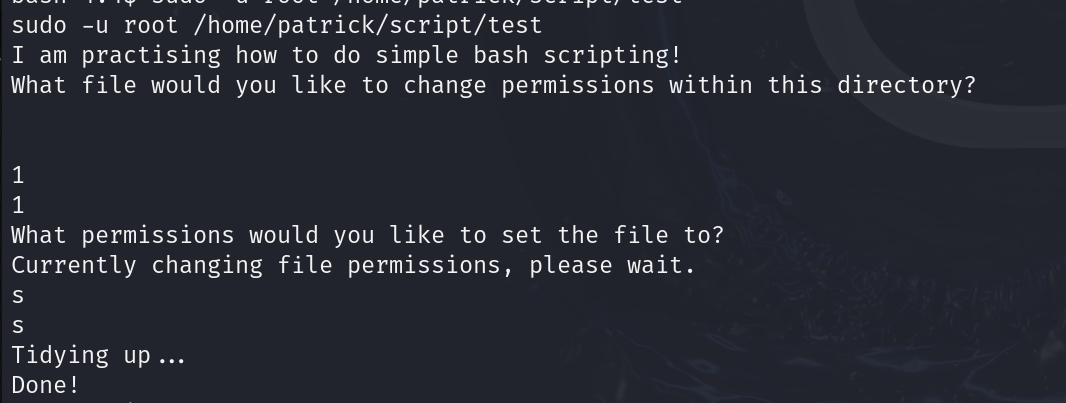 bash-4.4$ sudo -u root /home/patrick/script/test
sudo -u root /home/patrick/script/test
I am practising how to do simple bash scripting!
What file would you like to change permissions within this directory?
1
1
What permissions would you like to set the file to?
Currently changing file permissions, please wait.
s
s
Tidying up...
Done!